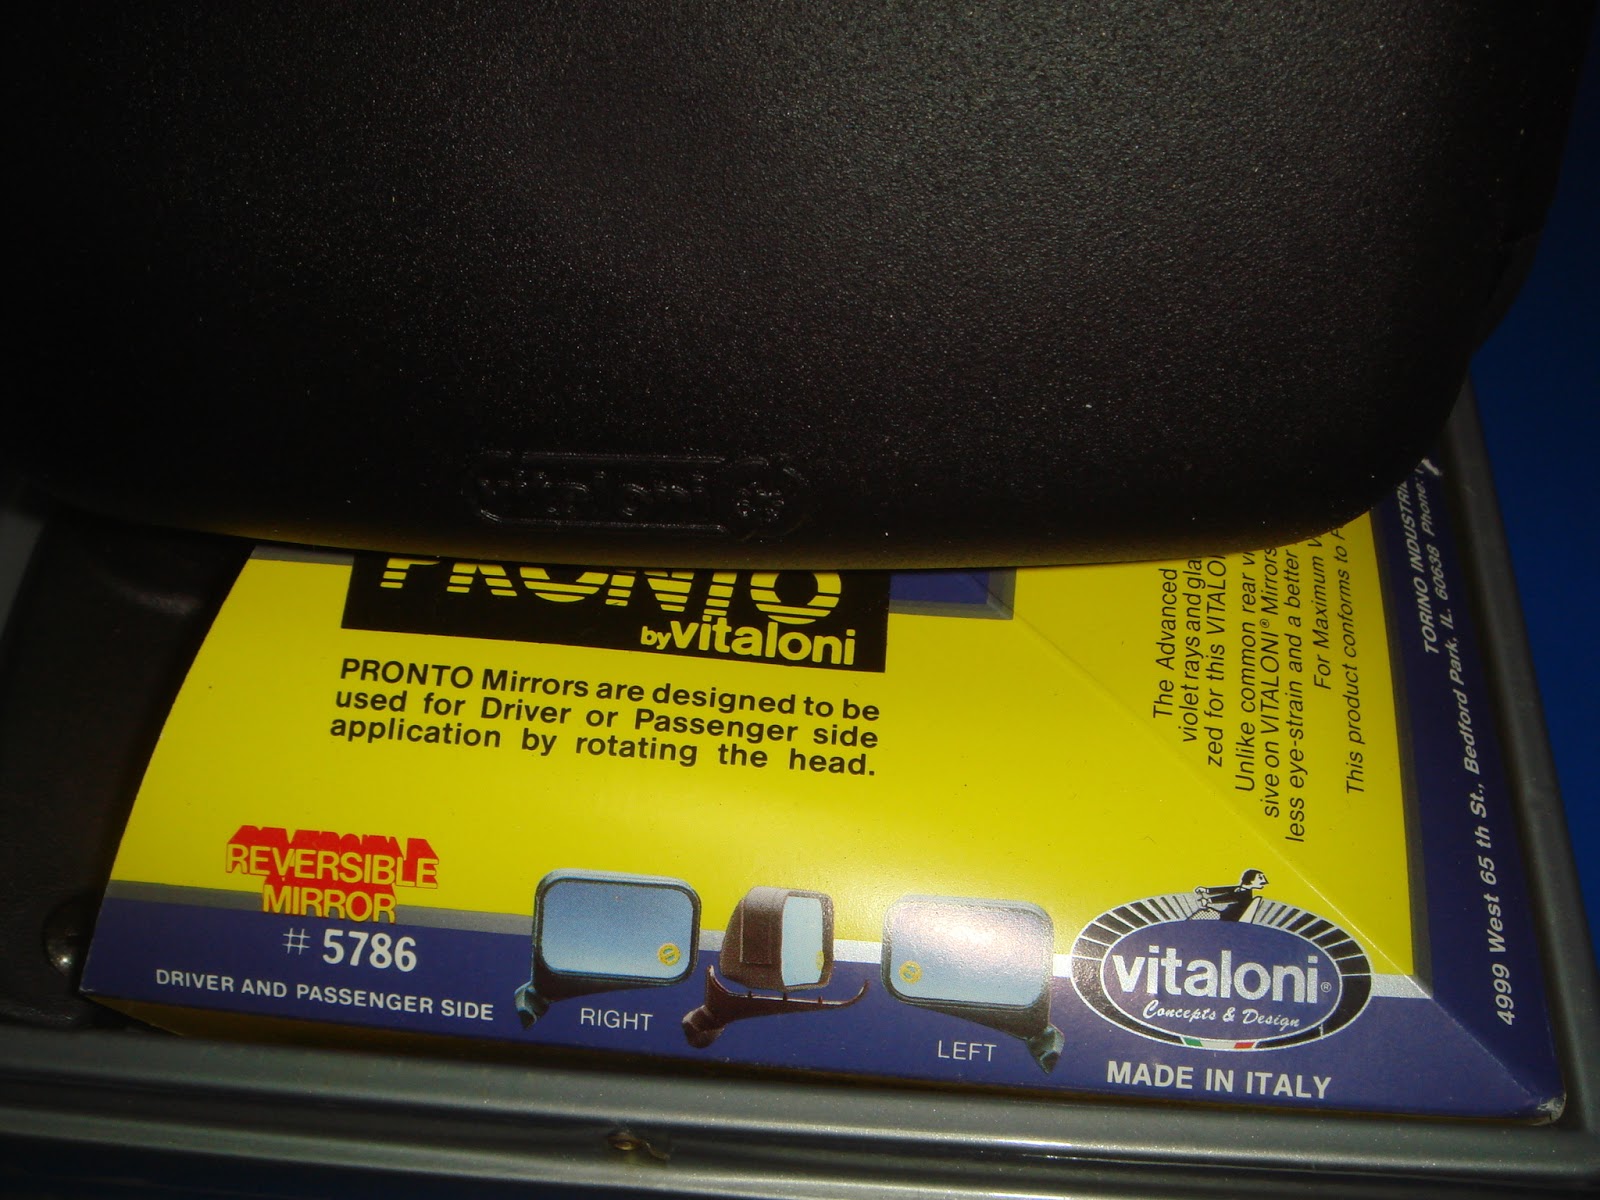 vitaloni
PRONTO
by vitaloni
PRONTO Mirrors are designed to be
used for Driver or Passenger side
application by rotating the head.
REVERSIBLE
MIRROR
# 5786
DRIVER AND PASSENGER SIDE
RIGHT
LEFT
vitaloni®
Concepts & Design
MADE IN ITALY
The Advanced
violet rays and
zed for this
Unlike common rear
sive on VITALONI® Mirrors
less eye-strain and a better
For Maximum
This product conforms to
TORINO
4999 West 65 th St., Bedford Park, IL. 60638 Phone: